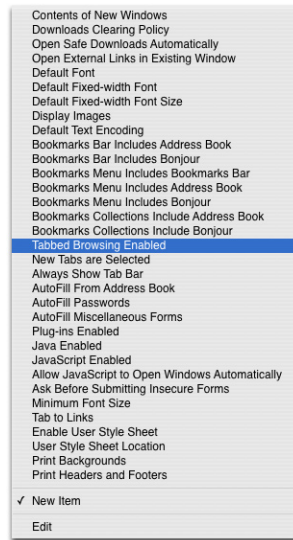 Contents of New Windows
Downloads Clearing Policy
Open Safe Downloads Automatically
Open External Links in Existing Window
Default Font
Default Fixed-width Font
Default Fixed-width Font Size
Display Images
Default Text Encoding
Bookmarks Bar Includes Address Book
Bookmarks Bar Includes Bonjour
Bookmarks Menu Includes Bookmarks Bar
Bookmarks Menu Includes Address Book
Bookmarks Menu Includes Bonjour
Bookmarks Collections Include Address Book
Bookmarks Collections Include Bonjour
Tabbed Browsing Enabled
New Tabs are Selected
Always Show Tab Bar
AutoFill From Address Book
AutoFill Passwords
AutoFill Miscellaneous Forms
Plug-ins Enabled
Java Enabled
JavaScript Enabled
Allow JavaScript to Open Windows Automatically
Ask Before Submitting Insecure Forms
Minimum Font Size
Tab to Links
Enable User Style Sheet
User Style Sheet Location
Print Backgrounds
Print Headers and Footers
✓ New Item
Edit